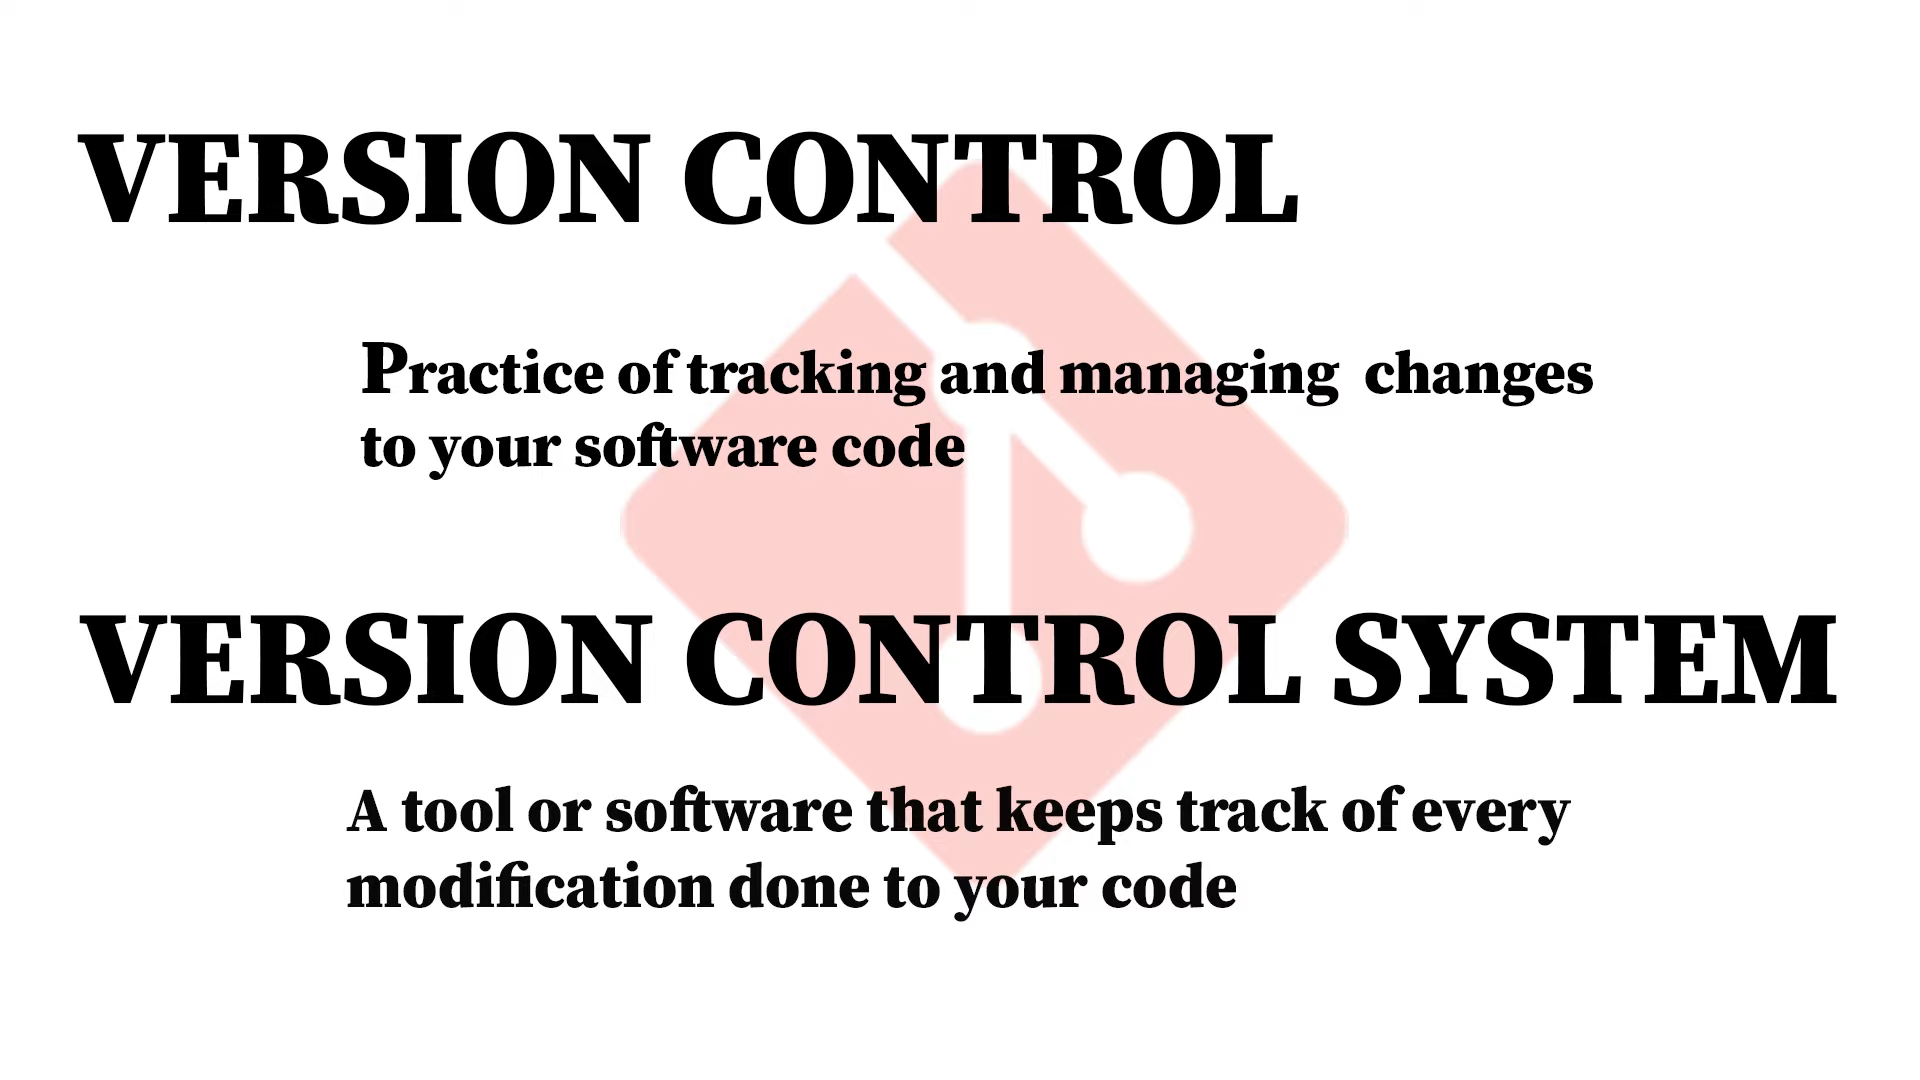 VERSION CONTROL
Practice of tracking and managing  changes
to your software code
VERSION CONTROL SYSTEM
A tool or software that keeps track of every
modification done to your code